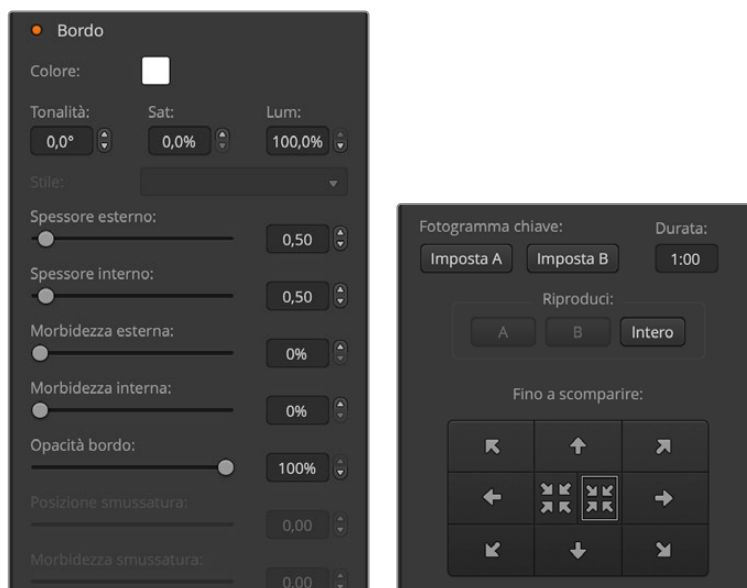 Bordo
Colore:
Tonalità: Sat: Lum:
0,0° 0,0% 100,0%
Stile:
Spessore esterno:
0,50
Spessore interno:
0,50
Morbidezza esterna:
0%
Morbidezza interna:
0%
Opacità bordo:
100%
Posizione smussatura:
0,00
Morbidezza smussatura:
0,00
Fotogramma chiave: Durata:
Imposta A Imposta B 1:00
Riproduci:
A B Intero
Fino a scomparire: